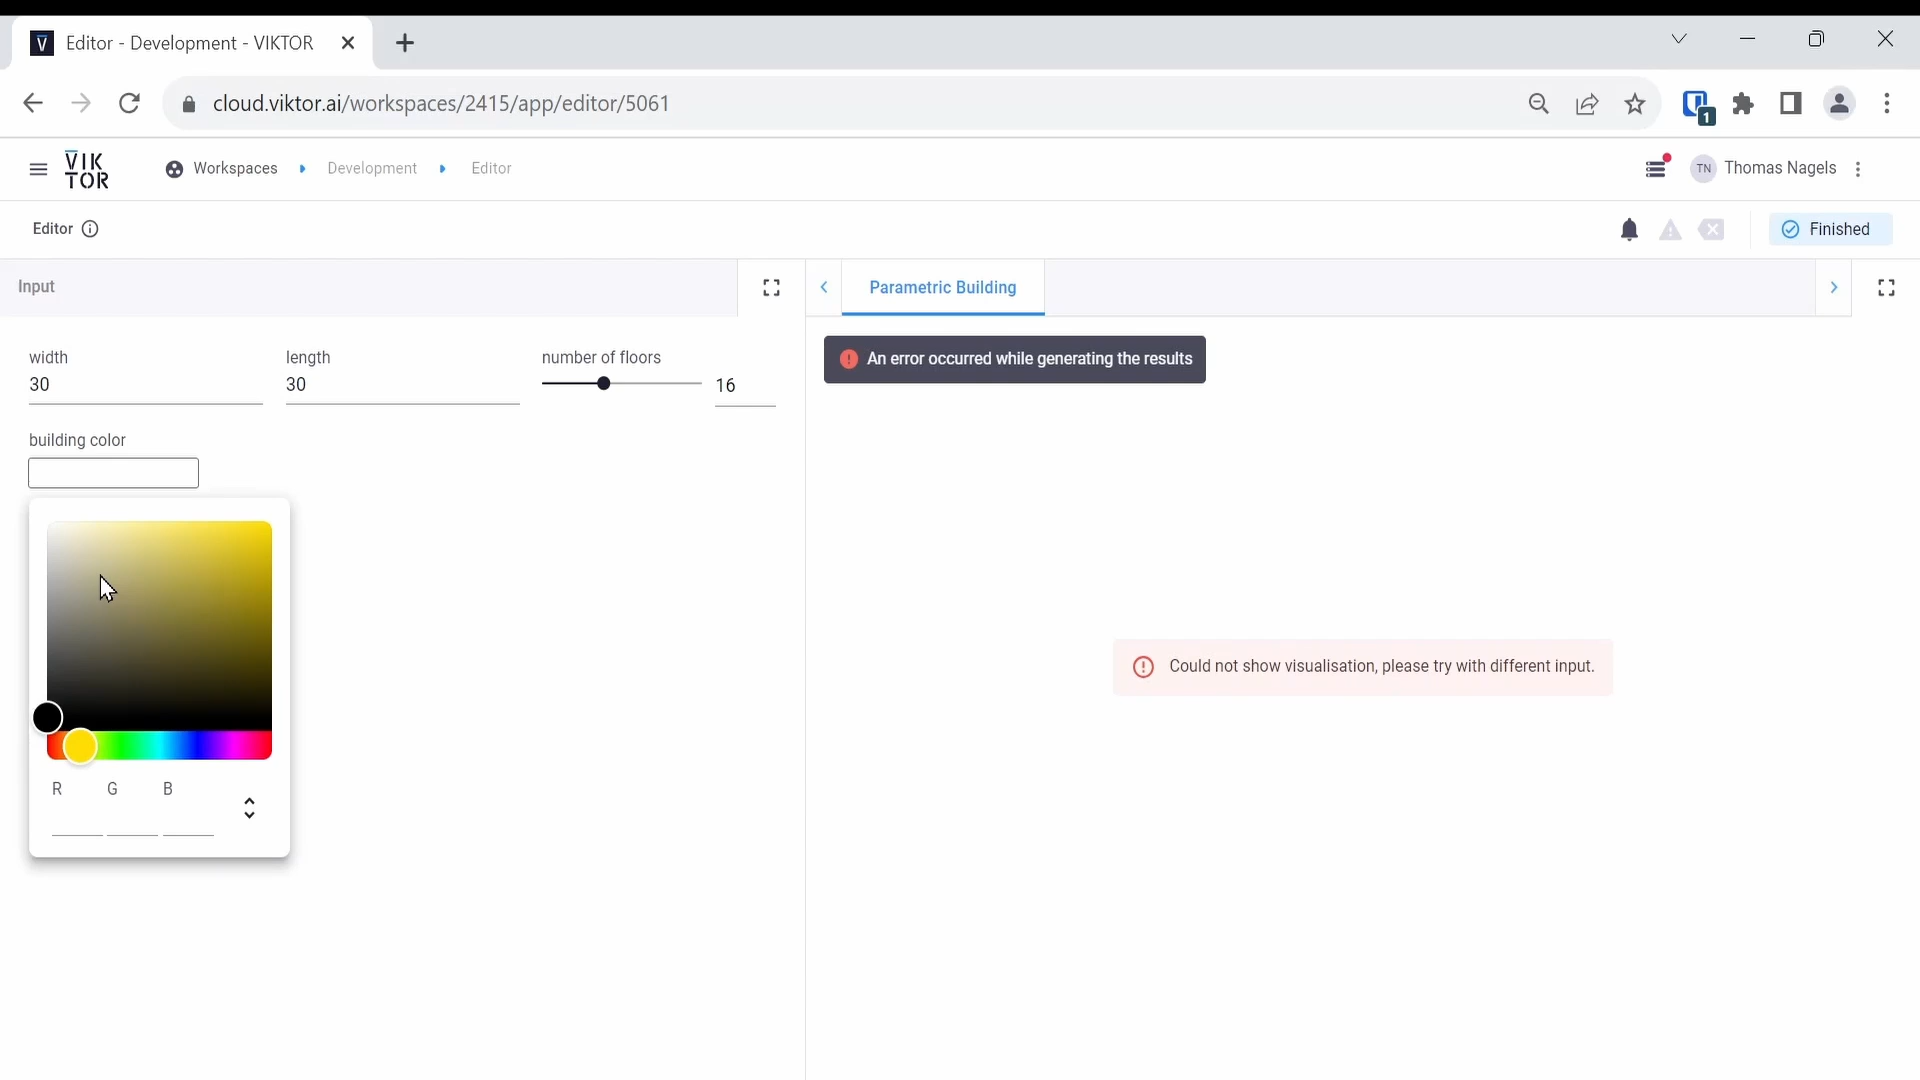 Editor - Development - VIKTOR
cloud.viktor.ai/workspaces/2415/app/editor/5061
1
VIK
TOR
Workspaces
Development
Editor
TN
Thomas Nagels
Editor
Finished
Input
Parametric Building
width
length
number of floors
30
30
16
An error occurred while generating the results
building color
Could not show visualisation, please try with different input.
R
G
B